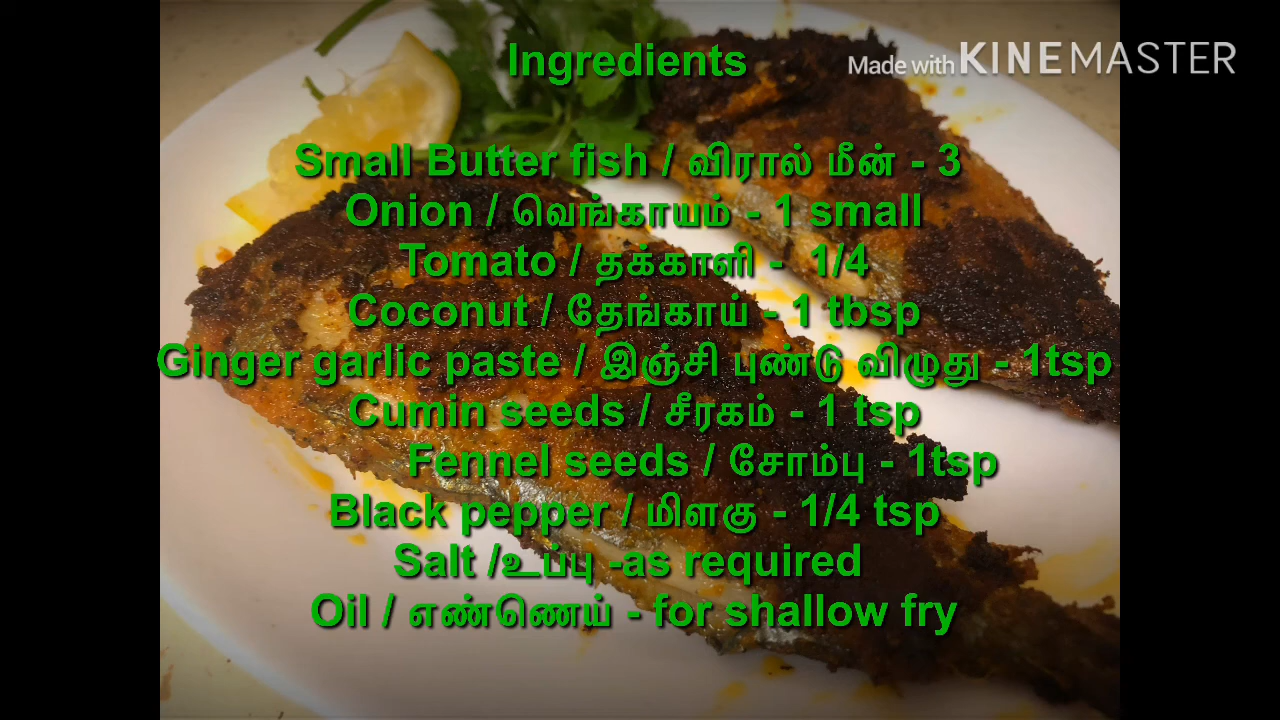 Ingredients
Made with KINEMASTER
Small Butter fish / விரால் மீன் - 3
Onion / வெங்காயம் - 1 small
Tomato / தக்காளி - 1/4
Coconut / தேங்காய் - 1 tbsp
Ginger garlic paste / இஞ்சி புண்டு விழுது - 1tsp
Cumin seeds / சீரகம் - 1 tsp
Fennel seeds / சோம்பு - 1tsp
Black pepper / மிளகு - 1/4 tsp
Salt /உப்பு -as required
Oil / எண்ணெய் - for shallow fry